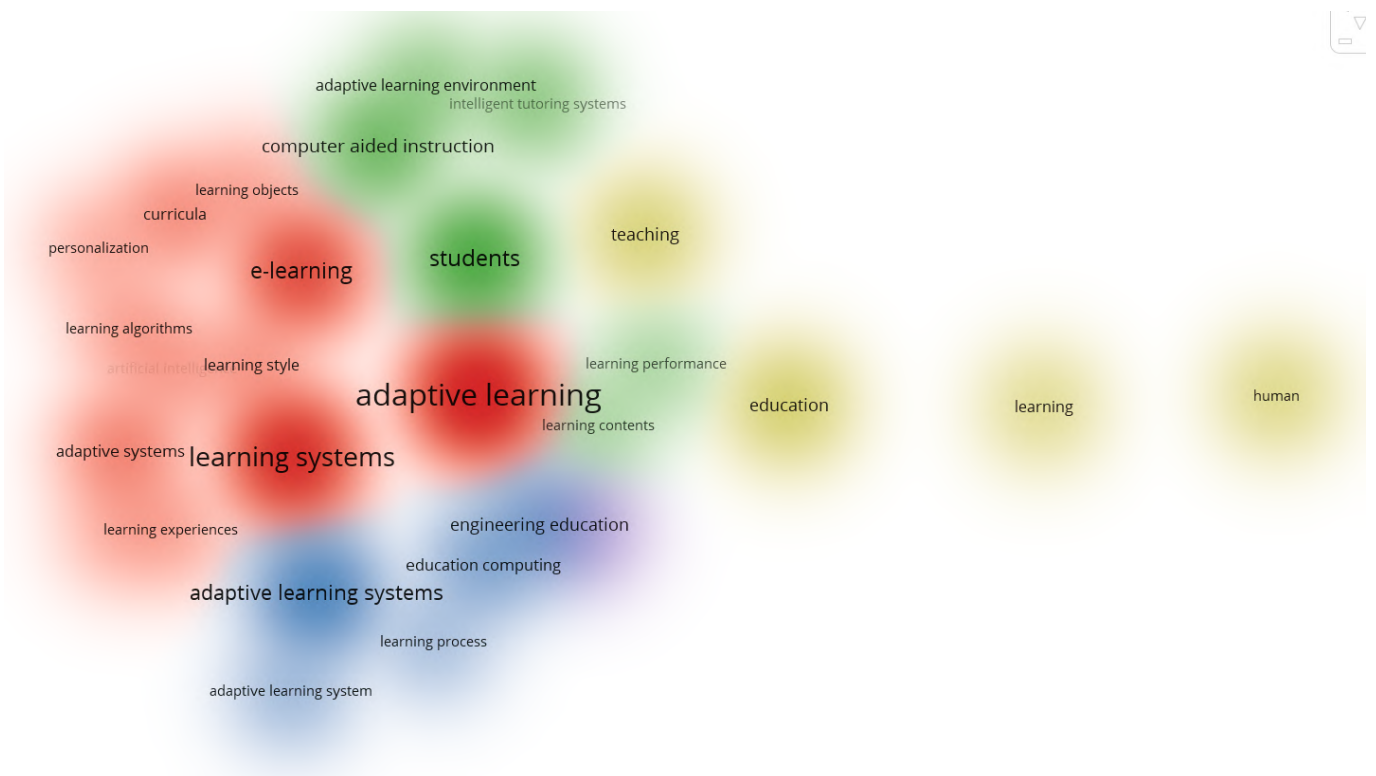 adaptive learning environment
intelligent tutoring systems
computer aided instruction
learning objects
curricula
teaching
personalization
students
e-learning
learning algorithms
learning performance
learning style
artificial intelligence
adaptive learning
human
education
learning
learning contents
adaptive systems
learning systems
engineering education
learning experiences
education computing
adaptive learning systems
learning process
adaptive learning system